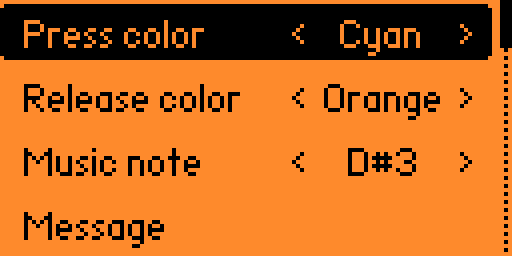 Press color < Cyan >
Release color < Orange >
Music note < D#3 >
Message